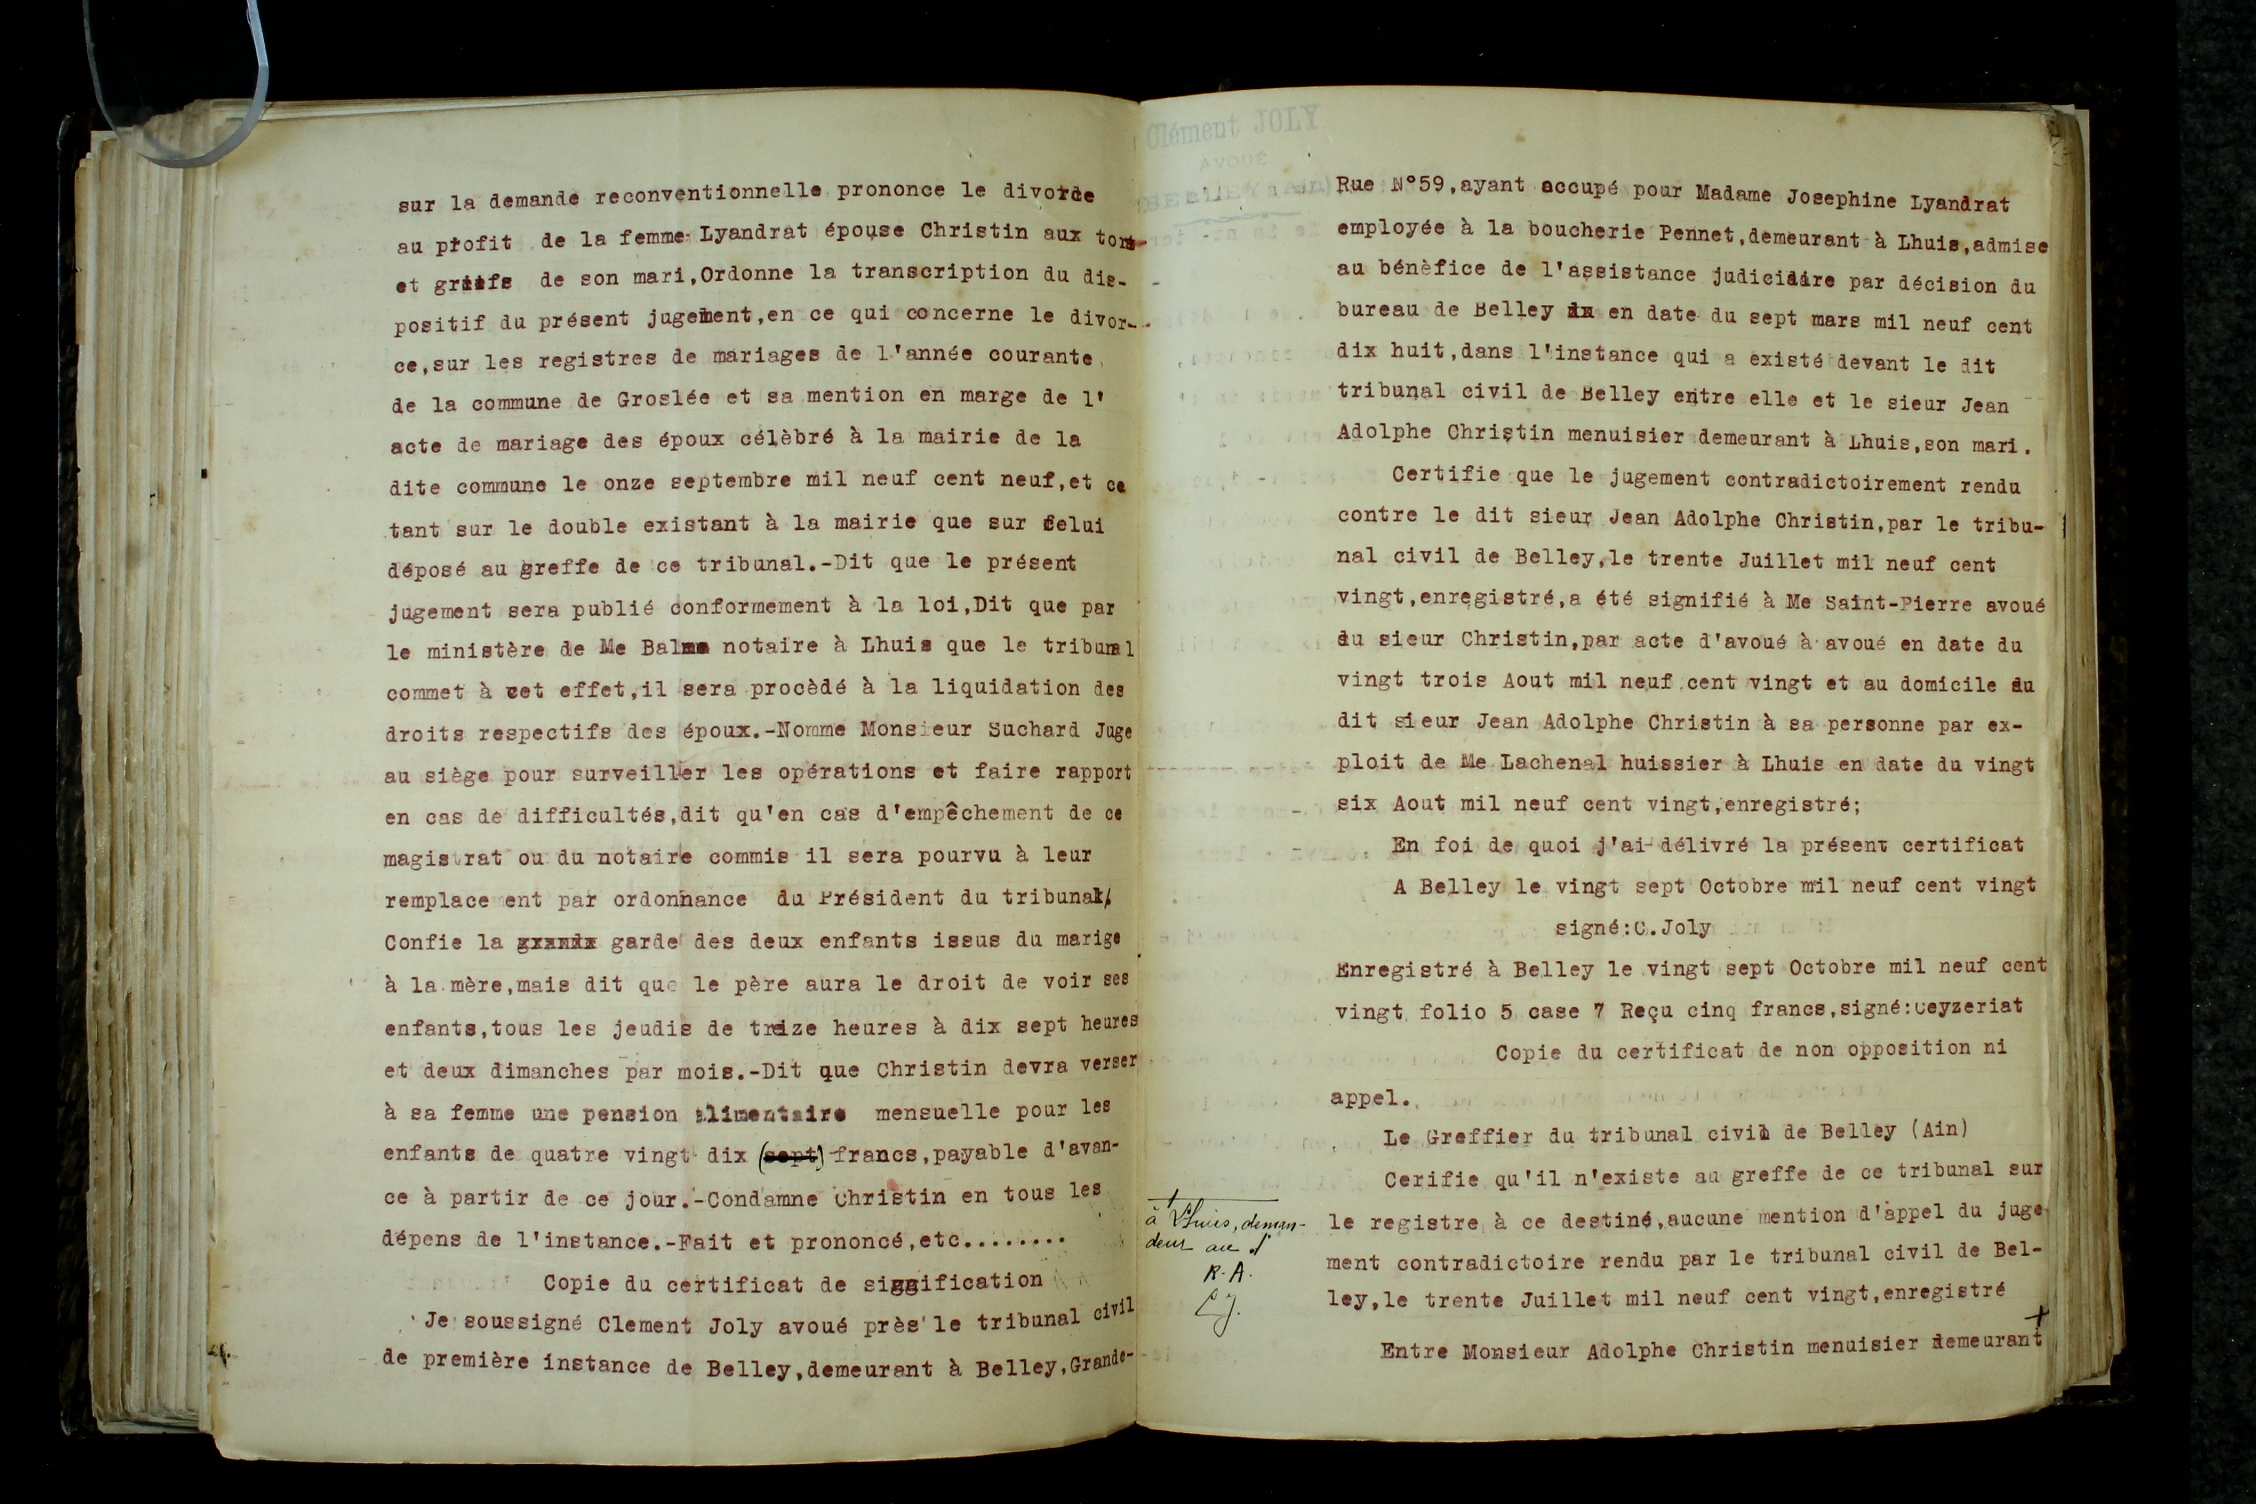 sur la demande reconventionnelle prononce le divorce
au profit de la femme Lyandrat épouse Christin aux torts
et griefs de son mari,Ordonne la transcription du dis-
positif du présent jugement,en ce qui concerne le divor-
ce,sur les registres de mariages de l'année courante
de la commune de Groslée et sa mention en marge de l'
acte de mariage des époux célèbré à la mairie de la
dite commune le onze septembre mil neuf cent neuf,et ce
tant sur le double existant à la mairie que sur celui
déposé au greffe de ce tribunal.-Dit que le présent
jugement sera publié conformement à la loi,Dit que par
le ministère de Me notaire à Lhuis que le tribunal
commet à cet effet,il sera procèdé à la liquidation des
droits respectifs des époux.-Nomme Monsieur Suchard Juge
au siège pour surveiller les opérations et faire rapport
en cas de difficultés,dit qu'en cas d'empêchement de ce
magistrat ou du notaire commis il sera pourvu à leur
remplace ent par ordonnance du Président du tribunal/
Confie la garde des deux enfants issus du marige
à la mère,mais dit que le père aura le droit de voir ses
enfants,tous les jeudis de treize heures à dix sept heures
et deux dimanches par mois.-Dit que Christin devra verser
à sa femme une pension alimentaire mensuelle pour les
enfants de quatre vingt dix (sept) francs,payable d'avan-
ce à partir de ce jour.-Condamne Christin en tous les
dépens de l'instance.-Fait et prononcé,etc........
Copie du certificat de siggification
Je soussigné Clement Joly avoué près le tribunal civil
de première instance de Belley,demeurant à Belley,Grande-
Clément JOLY
AVOUÉ
Rue N°59,ayant occupé pour Madame Josephine Lyandrat
employée à la boucherie Pennet,demeurant à Lhuis,admise
au bénèfice de l'assistance judiciaire par décision du
bureau de Belley en date du sept mars mil neuf cent
dix huit,dans l'instance qui a existé devant le dit
tribunal civil de Belley entre elle et le sieur Jean
Adolphe Christin menuisier demeurant à Lhuis,son mari.
Certifie que le jugement contradictoirement rendu
contre le dit sieur Jean Adolphe Christin,par le tribu-
nal civil de Belley,le trente Juillet mil neuf cent
vingt,enregistré,a été signifié à Me Saint-Pierre avoué
du sieur Christin,par acte d'avoué à avoué en date du
vingt trois Aout mil neuf cent vingt et au domicile du
dit sieur Jean Adolphe Christin à sa personne par ex-
ploit de Me Lachenal huissier à Lhuis en date du vingt
six Aout mil neuf cent vingt,enregistré;
En foi de quoi j'ai délivré la présent certificat
A Belley le vingt sept Octobre mil neuf cent vingt
signé:C.Joly
Enregistré à Belley le vingt sept Octobre mil neuf cent
vingt folio 5 case 7 Reçu cinq francs,signé:Ceyzeriat
Copie du certificat de non opposition ni
appel.
Le Greffier du tribunal civil de Belley (Ain)
Cerifie qu'il n'existe au greffe de ce tribunal sur
le registre à ce destiné,aucune mention d'appel du juge
ment contradictoire rendu par le tribunal civil de Bel-
ley,le trente Juillet mil neuf cent vingt,enregistré
Entre Monsieur Adolphe Christin menuisier demeurant +
+
à Lhuis, deman-
deur au
R. A.
C J.